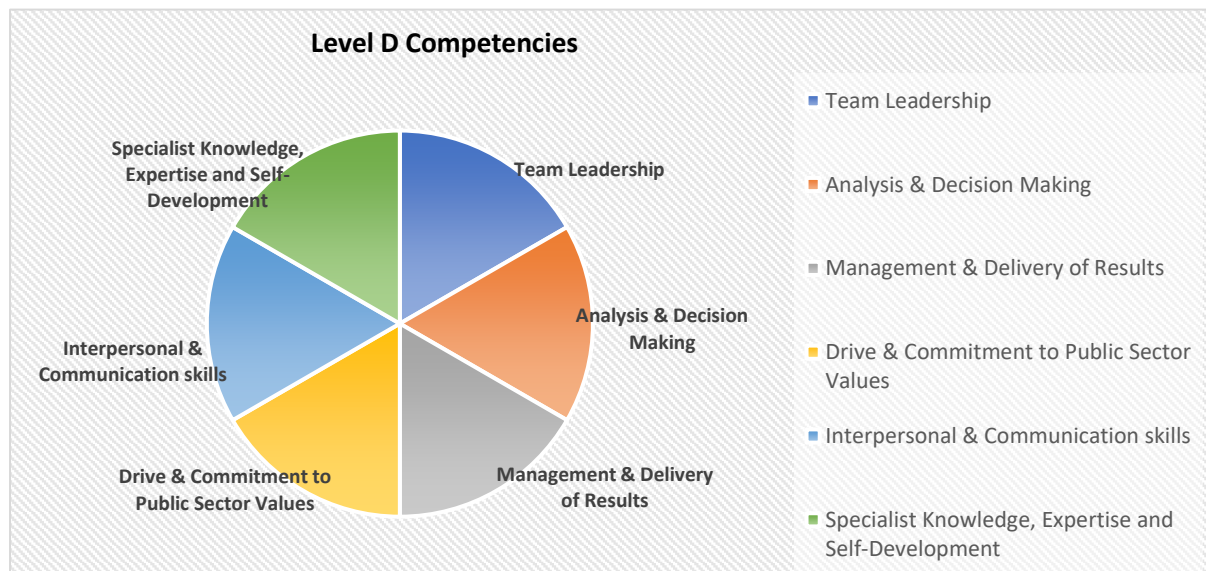 Level D Competencies
Specialist Knowledge,
Expertise and Self-
Development
Team Leadership
Analysis & Decision
Making
Interpersonal &
Communication skills
Drive & Commitment to
Public Sector Values
Management & Delivery
of Results
Team Leadership
Analysis & Decision Making
Management & Delivery of Results
Drive & Commitment to Public Sector
Values
Interpersonal & Communication skills
Specialist Knowledge, Expertise and
Self-Development